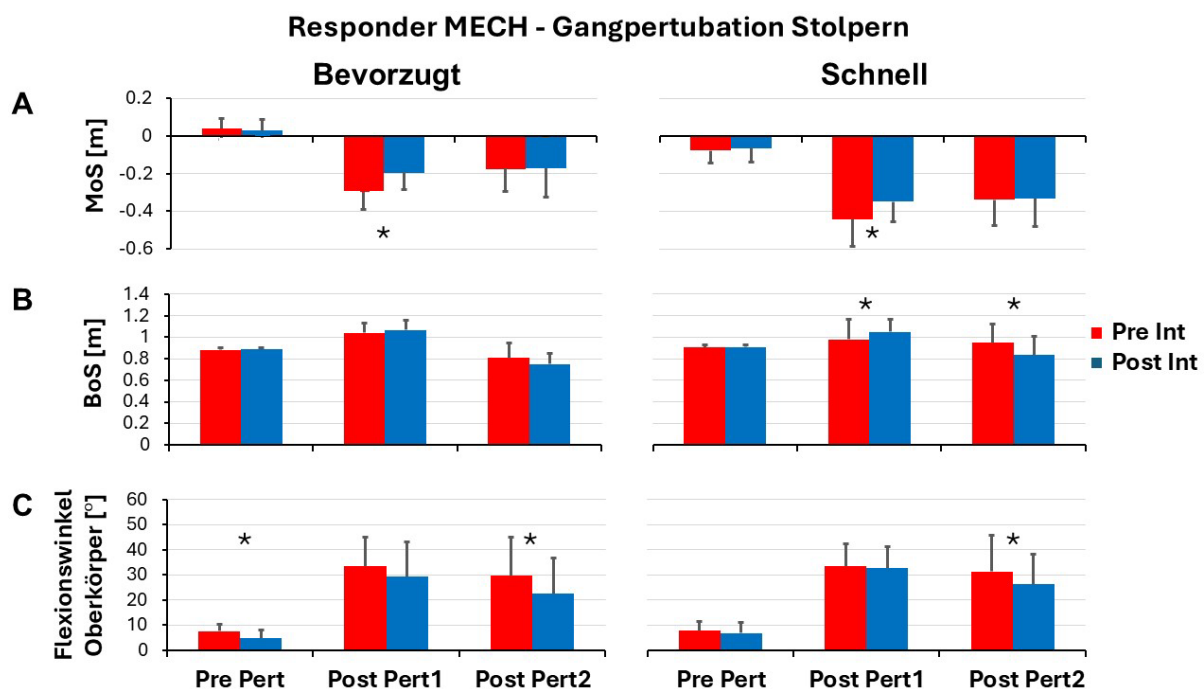 Responder MECH - Gangpertubation Stolpern
Bevorzugt
Schnell
A
MoS [m]
0.2
0
-0.2
-0.4
-0.6
*
*
B
BoS [m]
1.4
1.2
1
0.8
0.6
0.4
0.2
0
*
*
Pre Int
Post Int
C
Flexionswinkel
Oberkörper [°]
60
50
40
30
20
10
0
*
*
*
Pre Pert
Post Pert1
Post Pert2
Pre Pert
Post Pert1
Post Pert2